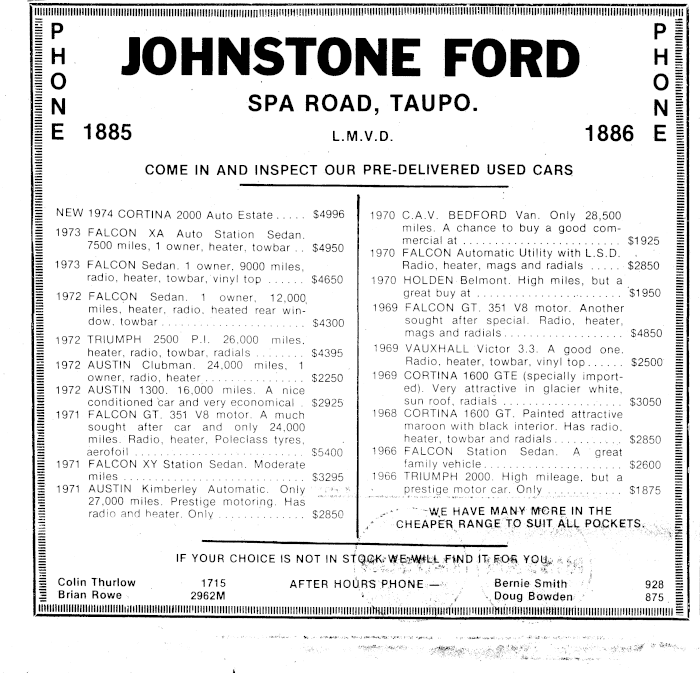 PHONE
PHONE
JOHNSTONE FORD
SPA ROAD, TAUPO.
1885
L.M.V.D.
1886
COME IN AND INSPECT OUR PRE-DELIVERED USED CARS
NEW 1974 CORTINA 2000 Auto Estate ..... $4996
1973 FALCON XA Auto Station Sedan.
7500 miles, 1 owner, heater, towbar .. $4950
1973 FALCON Sedan. 1 owner, 9000 miles,
radio, heater, towbar, vinyl top ...... $4650
1972 FALCON Sedan. 1 owner, 12,000
miles, heater, radio, heated rear win-
dow, towbar ....................... $4300
1972 TRIUMPH 2500 P.I. 26,000 miles,
heater, radio, towbar, radials ........ $4395
1972 AUSTIN Clubman. 24,000 miles, 1
owner, radio, heater ................ $2250
1972 AUSTIN 1300. 16,000 miles. A nice
conditioned car and very economical . $2925
1971 FALCON GT. 351 V8 motor. A much
sought after car and only 24,000
miles. Radio, heater, Poleclass tyres,
aerofoil ........................... $5400
1971 FALCON XY Station Sedan. Moderate
miles ............................. $3295
1971 AUSTIN Kimberley Automatic. Only
27,000 miles. Prestige motoring. Has
radio and heater. Only .............. $2850
1970 C.A.V. BEDFORD Van. Only 28,500
miles. A chance to buy a good com-
mercial at ........................ $1925
1970 FALCON Automatic Utility with L.S.D.
Radio, heater, mags and radials ..... $2850
1970 HOLDEN Belmont. High miles, but a
great buy at ...................... $1950
1969 FALCON GT. 351 V8 motor. Another
sought after special. Radio, heater,
mags and radials ................... $4850
1969 VAUXHALL Victor 3.3. A good one.
Radio, heater, towbar, vinyl top ...... $2500
1969 CORTINA 1600 GTE (specially import-
ed). Very attractive in glacier white,
sun roof, radials ................... $3050
1968 CORTINA 1600 GT. Painted attractive
maroon with black interior. Has radio,
heater, towbar and radials ........... $2850
1966 FALCON Station Sedan. A great
family vehicle ...................... $2600
1966 TRIUMPH 2000. High mileage, but a
prestige motor car. Only ............. $1875
WE HAVE MANY MORE IN THE
CHEAPER RANGE TO SUIT ALL POCKETS.
IF YOUR CHOICE IS NOT IN STOCK WE WILL FIND IT FOR YOU.
Colin Thurlow 1715 AFTER HOURS PHONE — Bernie Smith 928
Brian Rowe 2962M Doug Bowden 875